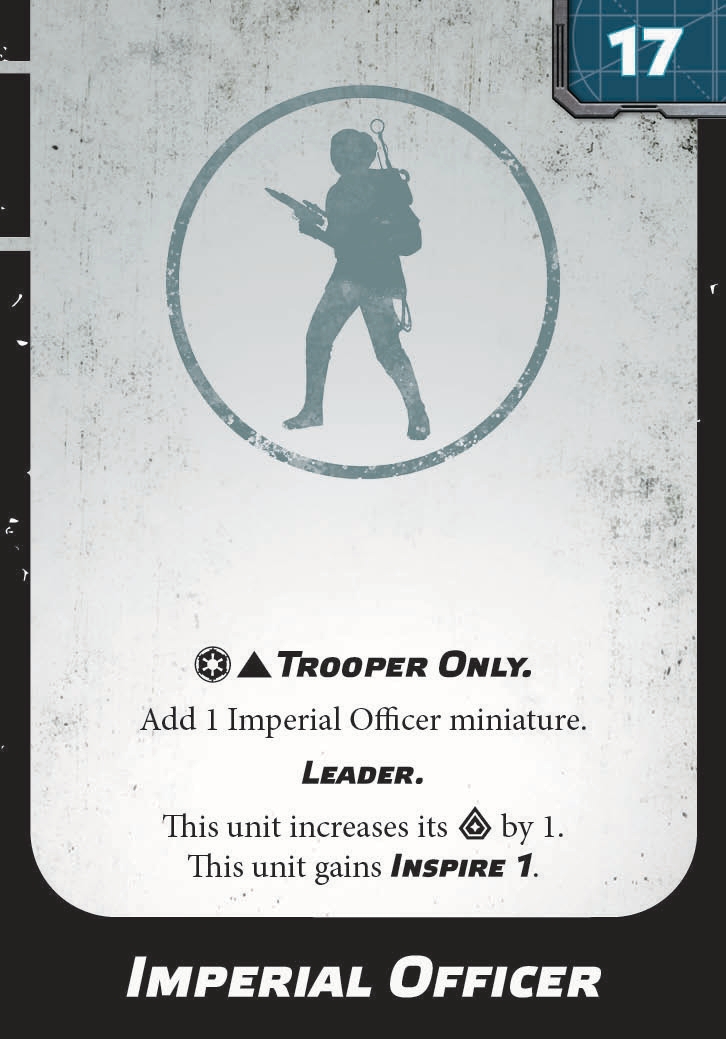 17
Trooper Only.
Add 1 Imperial Officer miniature.
Leader.
This unit increases its by 1.
This unit gains Inspire 1.
Imperial Officer